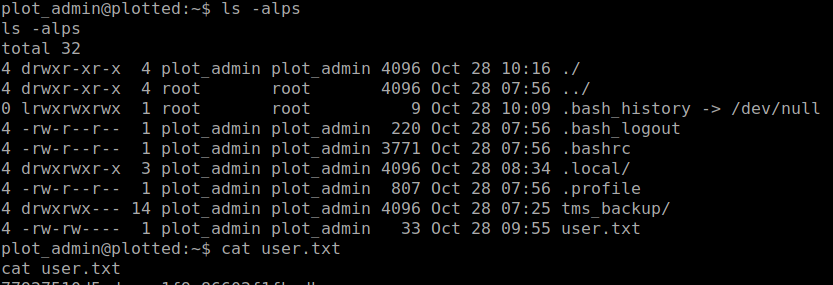 plot_admin@plotted:~$ ls -alps
ls -alps
total 32
4 drwxr-xr-x  4 plot_admin plot_admin 4096 Oct 28 10:16 ./
4 drwxr-xr-x  4 root       root       4096 Oct 28 07:56 ../
0 lrwxrwxrwx  1 root       root          9 Oct 28 10:09 .bash_history -> /dev/null
4 -rw-r--r--  1 plot_admin plot_admin  220 Oct 28 07:56 .bash_logout
4 -rw-r--r--  1 plot_admin plot_admin 3771 Oct 28 07:56 .bashrc
4 drwxrwxr-x  3 plot_admin plot_admin 4096 Oct 28 08:34 .local/
4 -rw-r--r--  1 plot_admin plot_admin  807 Oct 28 07:56 .profile
4 drwxrwx--- 14 plot_admin plot_admin 4096 Oct 28 07:25 tms_backup/
4 -rw-rw----  1 plot_admin plot_admin   33 Oct 28 09:55 user.txt
plot_admin@plotted:~$ cat user.txt
cat user.txt